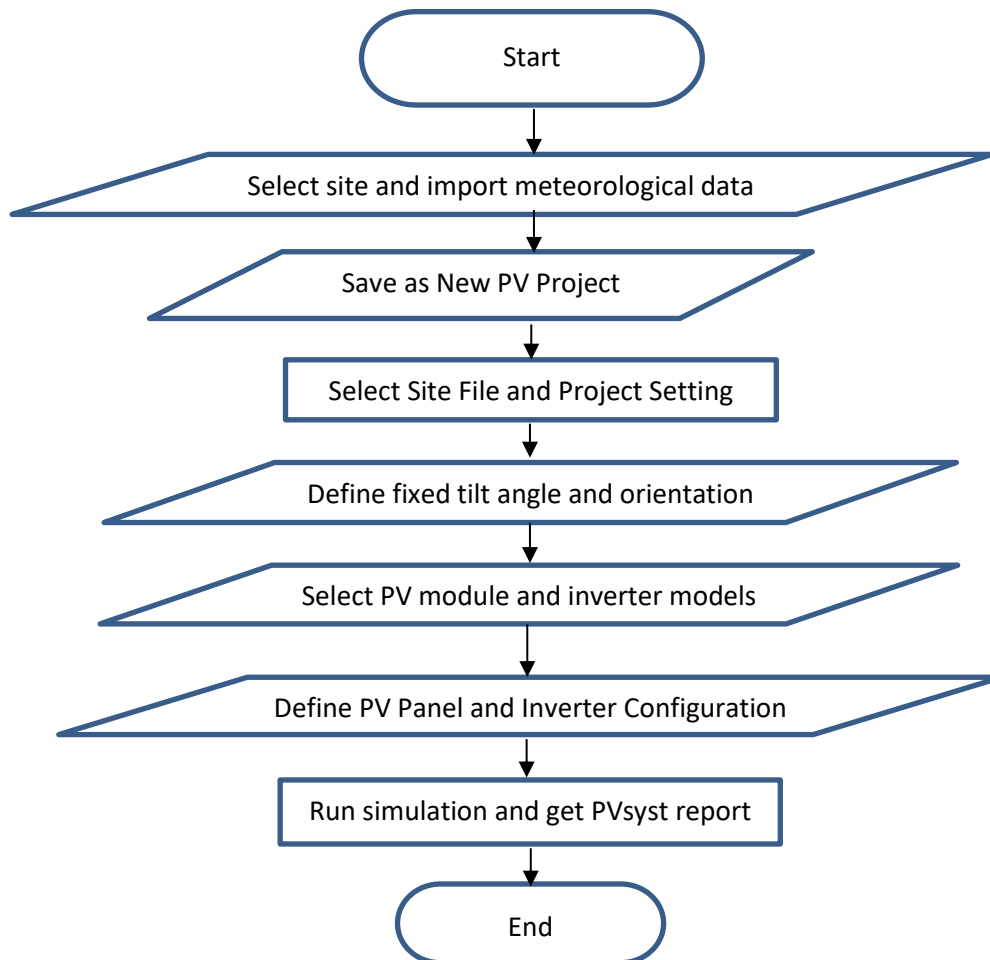 Start
Select site and import meteorological data
Save as New PV Project
Select Site File and Project Setting
Define fixed tilt angle and orientation
Select PV module and inverter models
Define PV Panel and Inverter Configuration
Run simulation and get PVsyst report
End